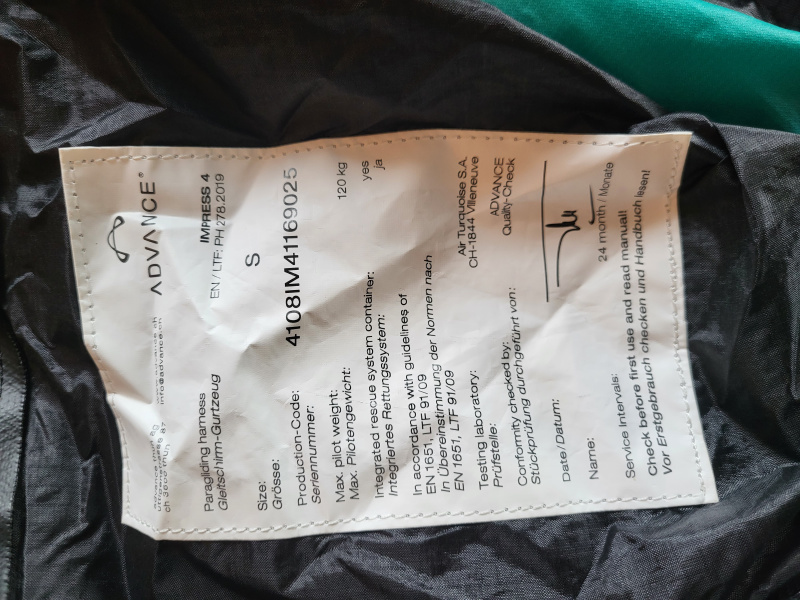 ADVANCE®
info@advance.ch
Paragliding harness IMPRESS 4
Gleitschirm-Gurtzeug EN / LTF: PH 278.2019
Size: S
Grösse:
Production-Code: 4108IM41169025
Seriennummer:
Max. pilot weight: 120 kg
Max. Pilotengewicht:
Integrated rescue system container: yes
Integriertes Rettungssystem: ja
In accordance with guidelines of
EN 1651, LTF 91/09
In Übereinstimmung der Normen nach
EN 1651, LTF 91/09
Testing laboratory: Air Turquoise S.A.
Prüfstelle: CH-1844 Villeneuve
Conformity checked by: ADVANCE
Stückprüfung durchgeführt von: Quality-Check
Date/Datum:
Name:
Service Intervals: 24 month / Monate
Check before first use and read manual!
Vor Erstgebrauch checken und Handbuch lesen!